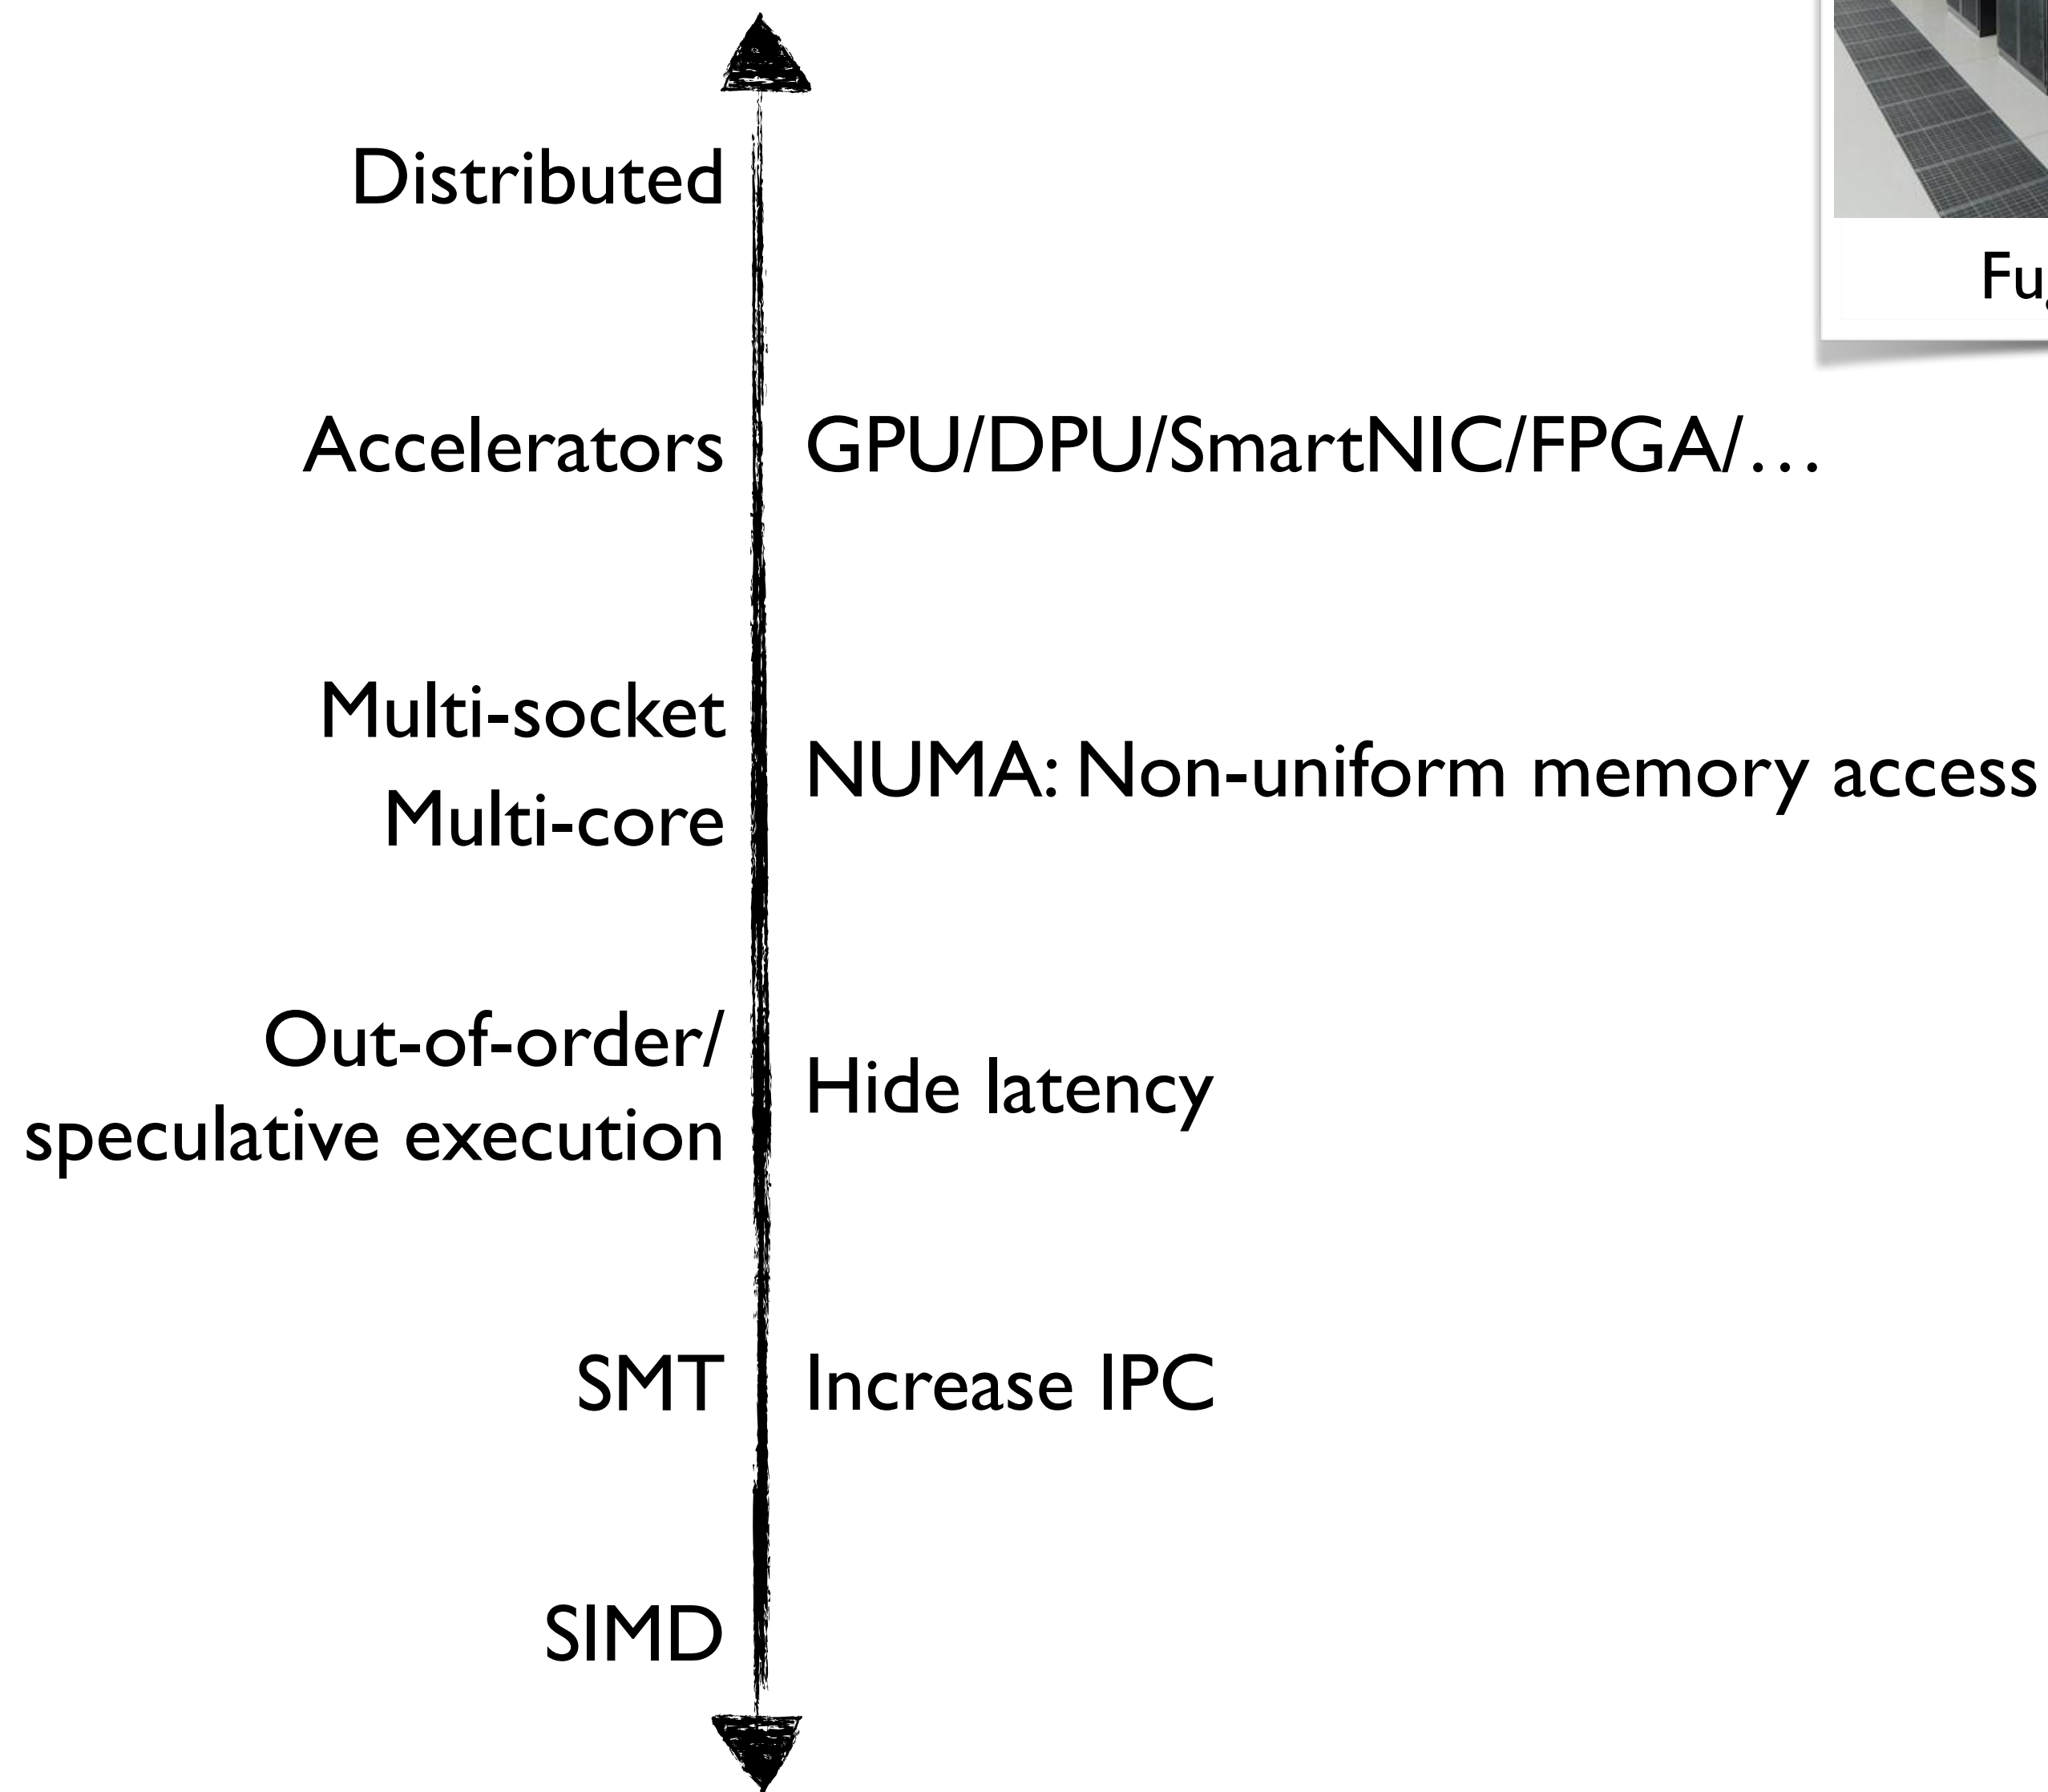 Distributed
Accelerators
GPU/DPU/SmartNIC/FPGA/…
Multi-socket
NUMA: Non-uniform memory access
Multi-core
Out-of-order/
speculative execution
Hide latency
SMT
Increase IPC
SIMD